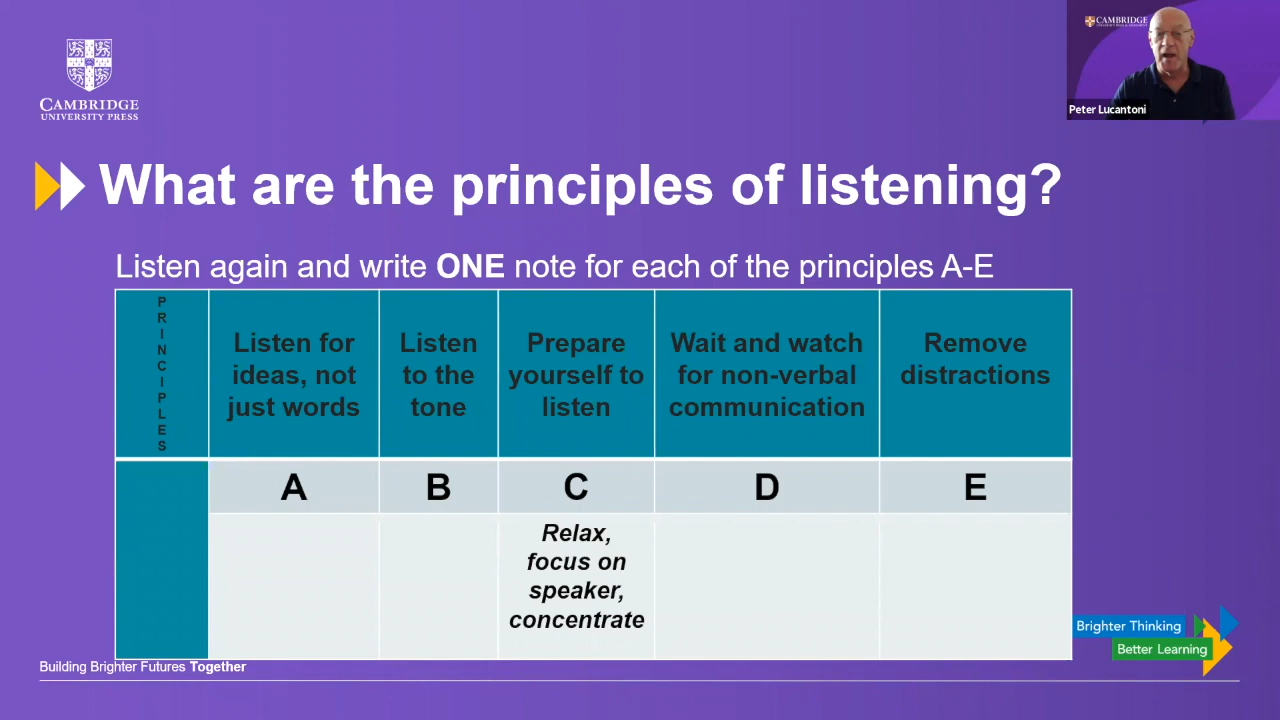 CAMBRIDGE
UNIVERSITY PRESS
CAMBRIDGE
Peter Lucantoni
What are the principles of listening?
Listen again and write ONE note for each of the principles A-E
PRINCIPLES
Listen for
ideas, not
just words
Listen
to the
tone
Prepare
yourself to
listen
Wait and watch
for non-verbal
communication
Remove
distractions
A
B
C
D
E
Relax,
focus on
speaker,
concentrate
Brighter Thinking
Better Learning
Building Brighter Futures Together